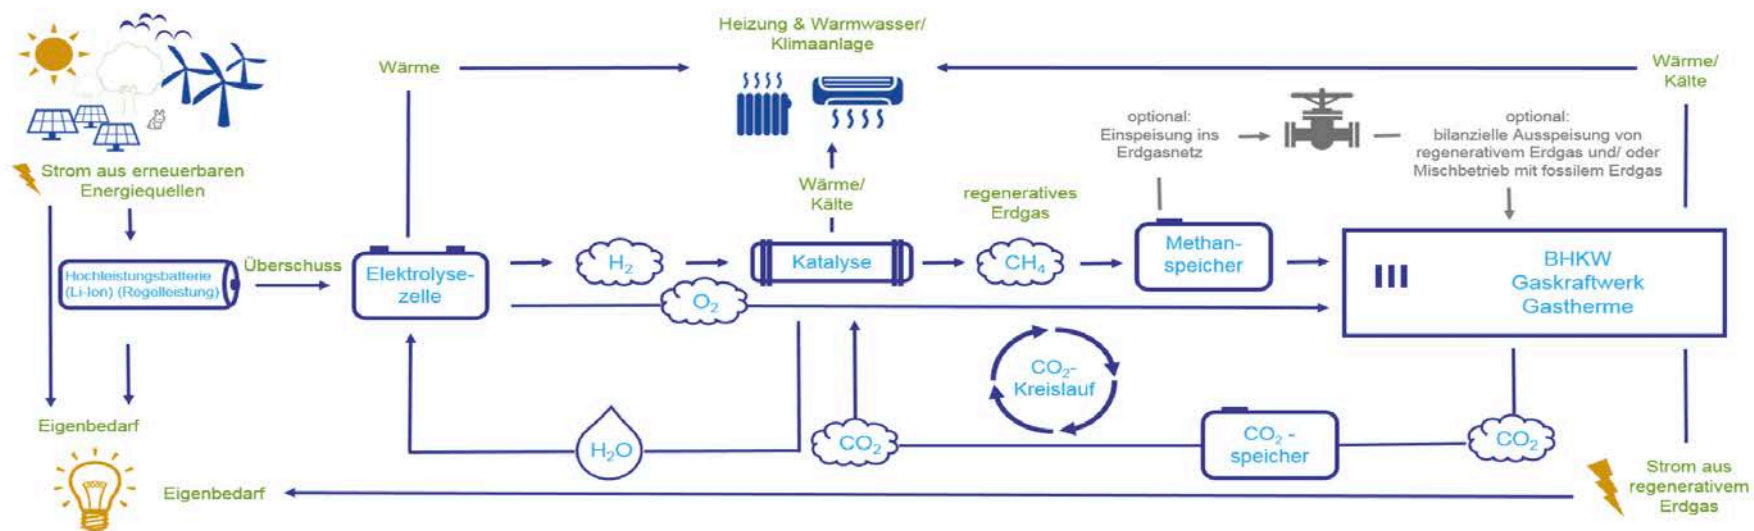 Heizung & Warmwasser/
Klimaanlage
Wärme
Wärme/
Kälte
optional:
Einspeisung ins
Erdgasnetz
optional:
bilanzielle Ausspeisung von
regenerativem Erdgas und/ oder
Mischbetrieb mit fossilem Erdgas
Strom aus erneuerbaren
Energiequellen
Wärme/
Kälte
regeneratives
Erdgas
Hochleistungsbatterie
(Li-Ion) (Regelleistung)
Überschuss
Elektrolyse-
zelle
H₂
Katalyse
CH₄
Methan-
speicher
BHKW
Gaskraftwerk
Gastherme
O₂
CO₂-
Kreislauf
Eigenbedarf
H₂O
CO₂
CO₂ -
speicher
CO₂
Eigenbedarf
Strom aus
regenerativem
Erdgas